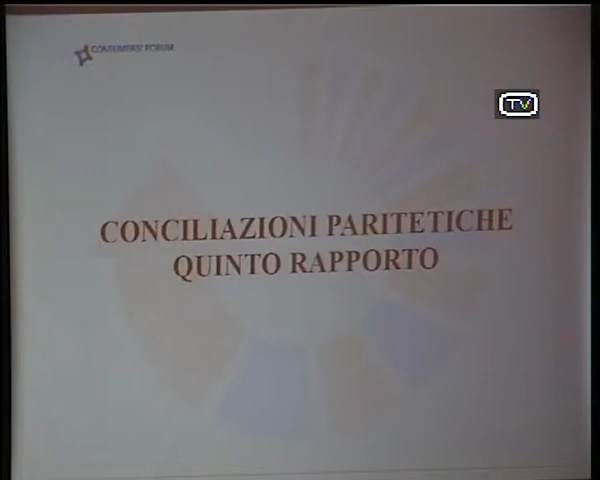 CONSUMERS' FORUM
TV
CONCILIAZIONI PARITETICHE
QUINTO RAPPORTO